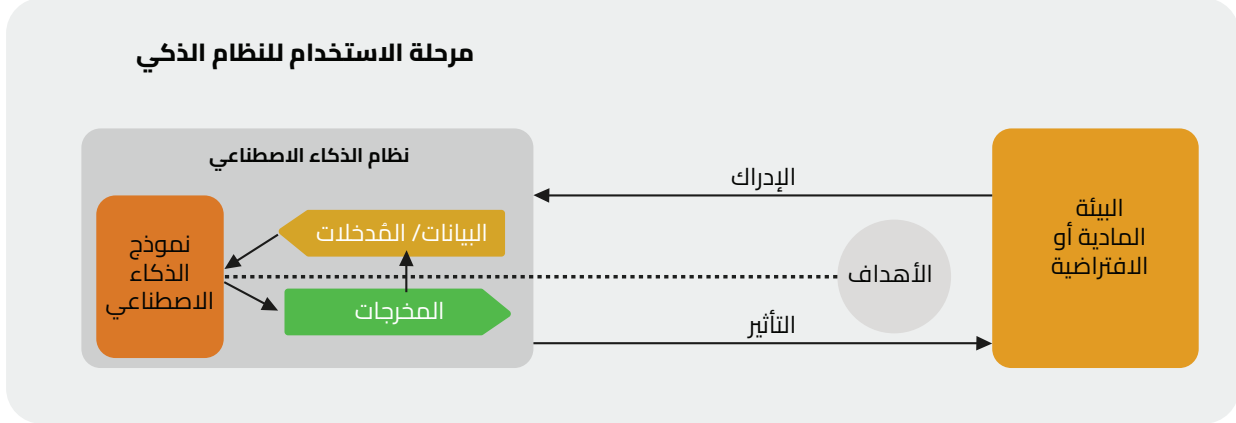 مرحلة الاستخدام للنظام الذكي
نظام الذكاء الاصطناعي
الإدراك
البيئة
المادية أو
الافتراضية
البيانات/ المُدخلات
نموذج
الذكاء
الاصطناعي
الأهداف
المخرجات
التأثير